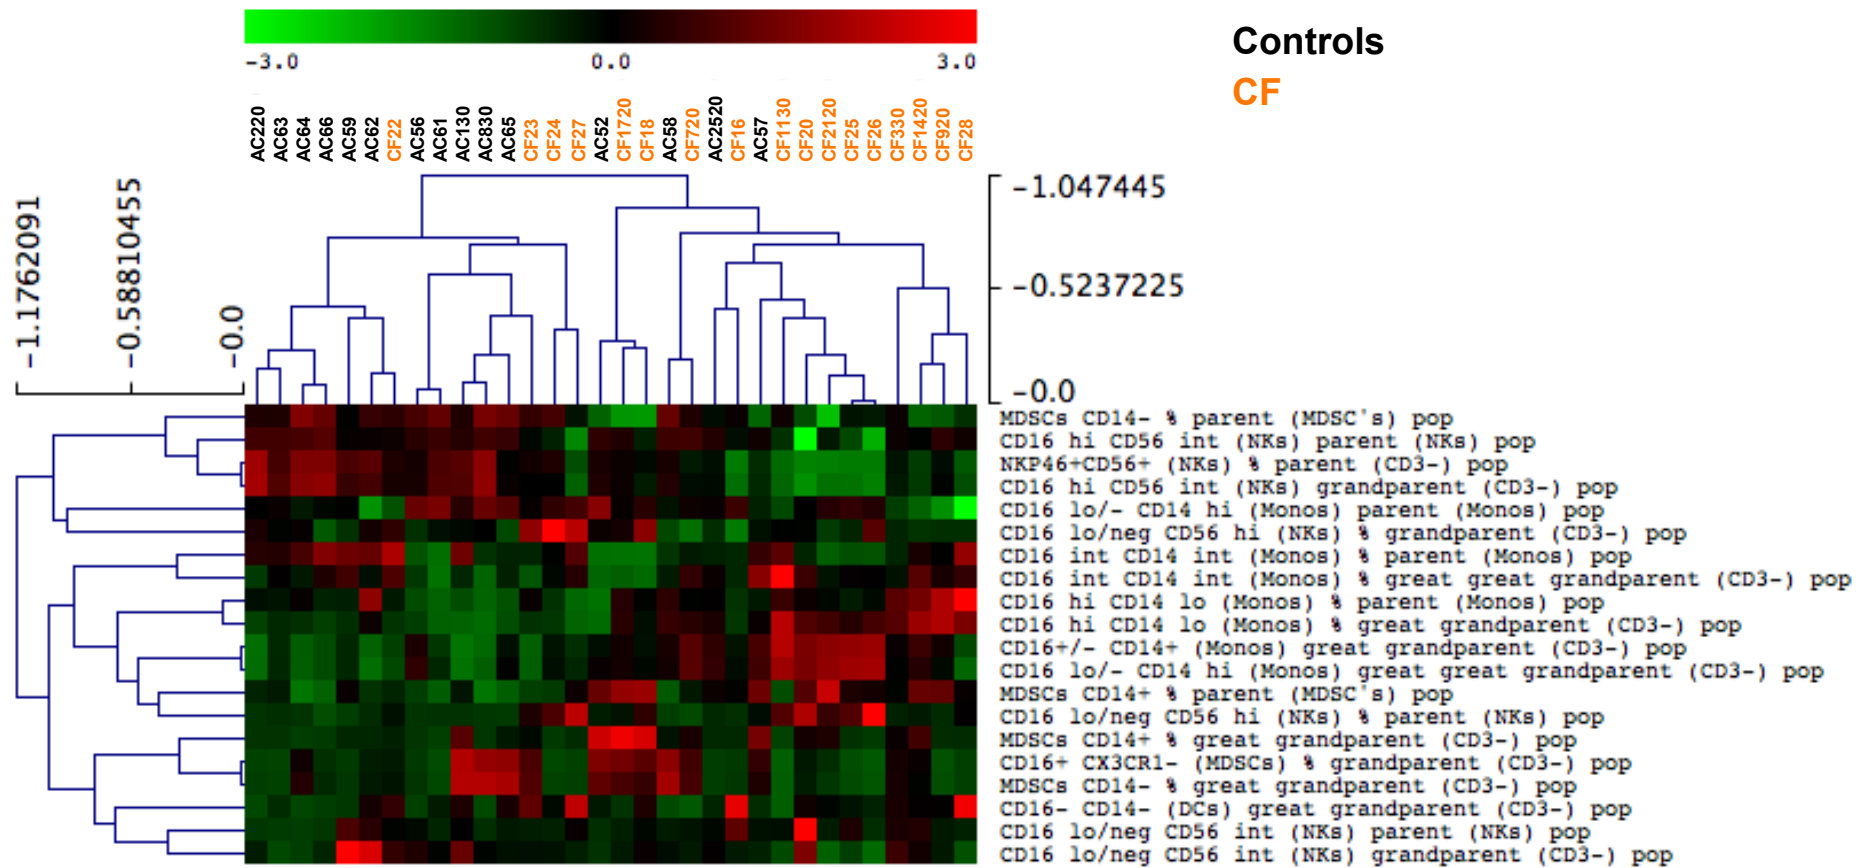 Controls
CF
-3.0 0.0 3.0
AC220 AC63 AC64 AC66 AC59 AC62 CF22 AC56 AC61 AC130 AC830 AC65 CF23 CF24 CF27 AC52 CF1720 CF18 AC58 CF720 AC2520 CF16 AC57 CF1130 CF20 CF2120 CF25 CF26 CF330 CF1420 CF920 CF28
-1.1762091 -0.58810455 -0.0
-1.047445
-0.5237225
-0.0
MDSCs CD14- % parent (MDSC's) pop
CD16 hi CD56 int (NKs) parent (NKs) pop
NKP46+CD56+ (NKs) % parent (CD3-) pop
CD16 hi CD56 int (NKs) grandparent (CD3-) pop
CD16 lo/- CD14 hi (Monos) parent (Monos) pop
CD16 lo/neg CD56 hi (NKs) % grandparent (CD3-) pop
CD16 int CD14 int (Monos) % parent (Monos) pop
CD16 int CD14 int (Monos) % great great grandparent (CD3-) pop
CD16 hi CD14 lo (Monos) % parent (Monos) pop
CD16 hi CD14 lo (Monos) % great grandparent (CD3-) pop
CD16+/- CD14+ (Monos) great grandparent (CD3-) pop
CD16 lo/- CD14 hi (Monos) great great grandparent (CD3-) pop
MDSCs CD14+ % parent (MDSC's) pop
CD16 lo/neg CD56 hi (NKs) % parent (NKs) pop
MDSCs CD14+ % great grandparent (CD3-) pop
CD16+ CX3CR1- (MDSCs) % grandparent (CD3-) pop
MDSCs CD14- % great grandparent (CD3-) pop
CD16- CD14- (DCs) great grandparent (CD3-) pop
CD16 lo/neg CD56 int (NKs) parent (NKs) pop
CD16 lo/neg CD56 int (NKs) grandparent (CD3-) pop